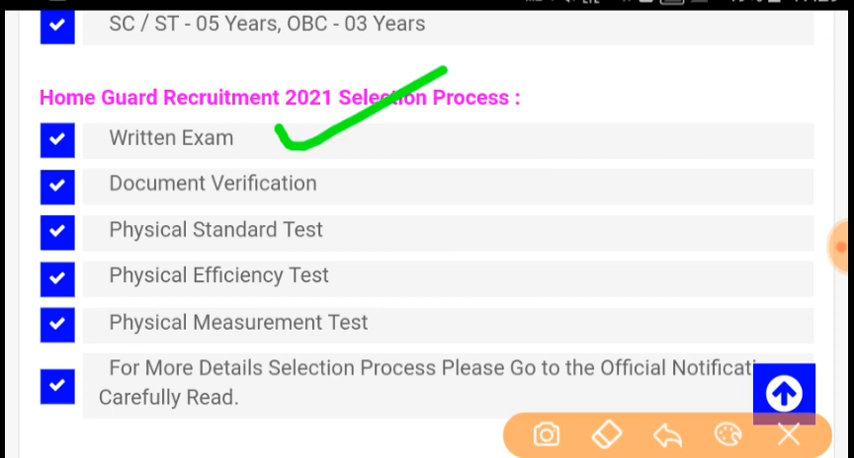 SC / ST - 05 Years, OBC - 03 Years
Home Guard Recruitment 2021 Selection Process :
Written Exam
Document Verification
Physical Standard Test
Physical Efficiency Test
Physical Measurement Test
For More Details Selection Process Please Go to the Official
Carefully Read.